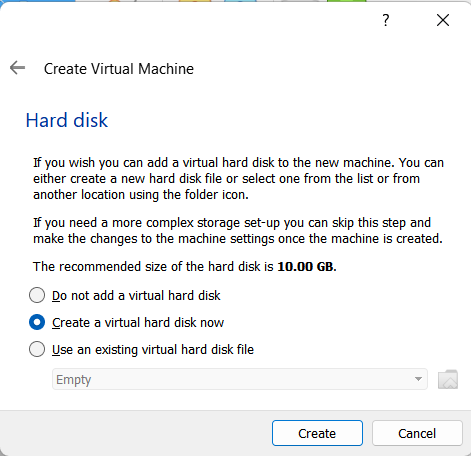 ?
Create Virtual Machine
Hard disk
If you wish you can add a virtual hard disk to the new machine. You can
either create a new hard disk file or select one from the list or from
another location using the folder icon.
If you need a more complex storage set-up you can skip this step and
make the changes to the machine settings once the machine is created.
The recommended size of the hard disk is 10.00 GB.
Do not add a virtual hard disk
Create a virtual hard disk now
Use an existing virtual hard disk file
Empty
Create Cancel